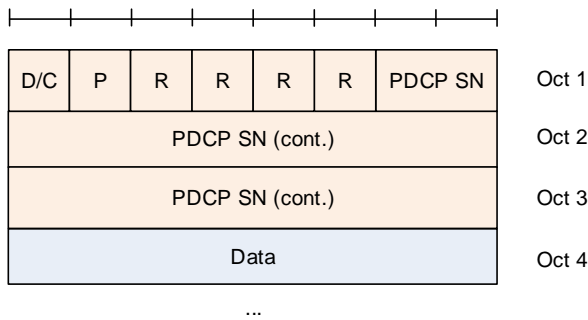 D/C P R R R R PDCP SN Oct 1
PDCP SN (cont.) Oct 2
PDCP SN (cont.) Oct 3
Data Oct 4
...